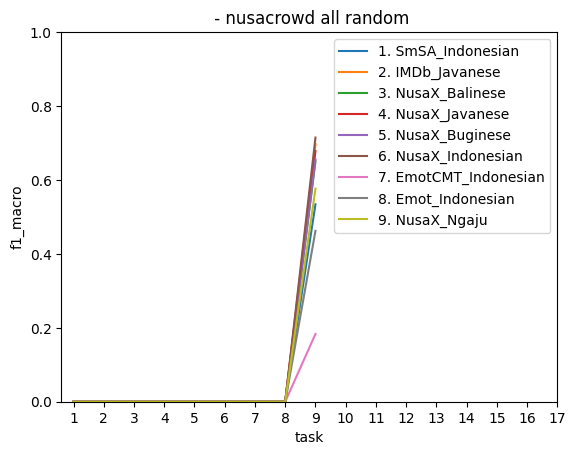 - nusacrowd all random
1.0
0.8
0.6
0.4
0.2
0.0
f1_macro
1. SmSA_Indonesian
2. IMDb_Javanese
3. NusaX_Balinese
4. NusaX_Javanese
5. NusaX_Buginese
6. NusaX_Indonesian
7. EmotCMT_Indonesian
8. Emot_Indonesian
9. NusaX_Ngaju
1 2 3 4 5 6 7 8 9 10 11 12 13 14 15 16 17
task